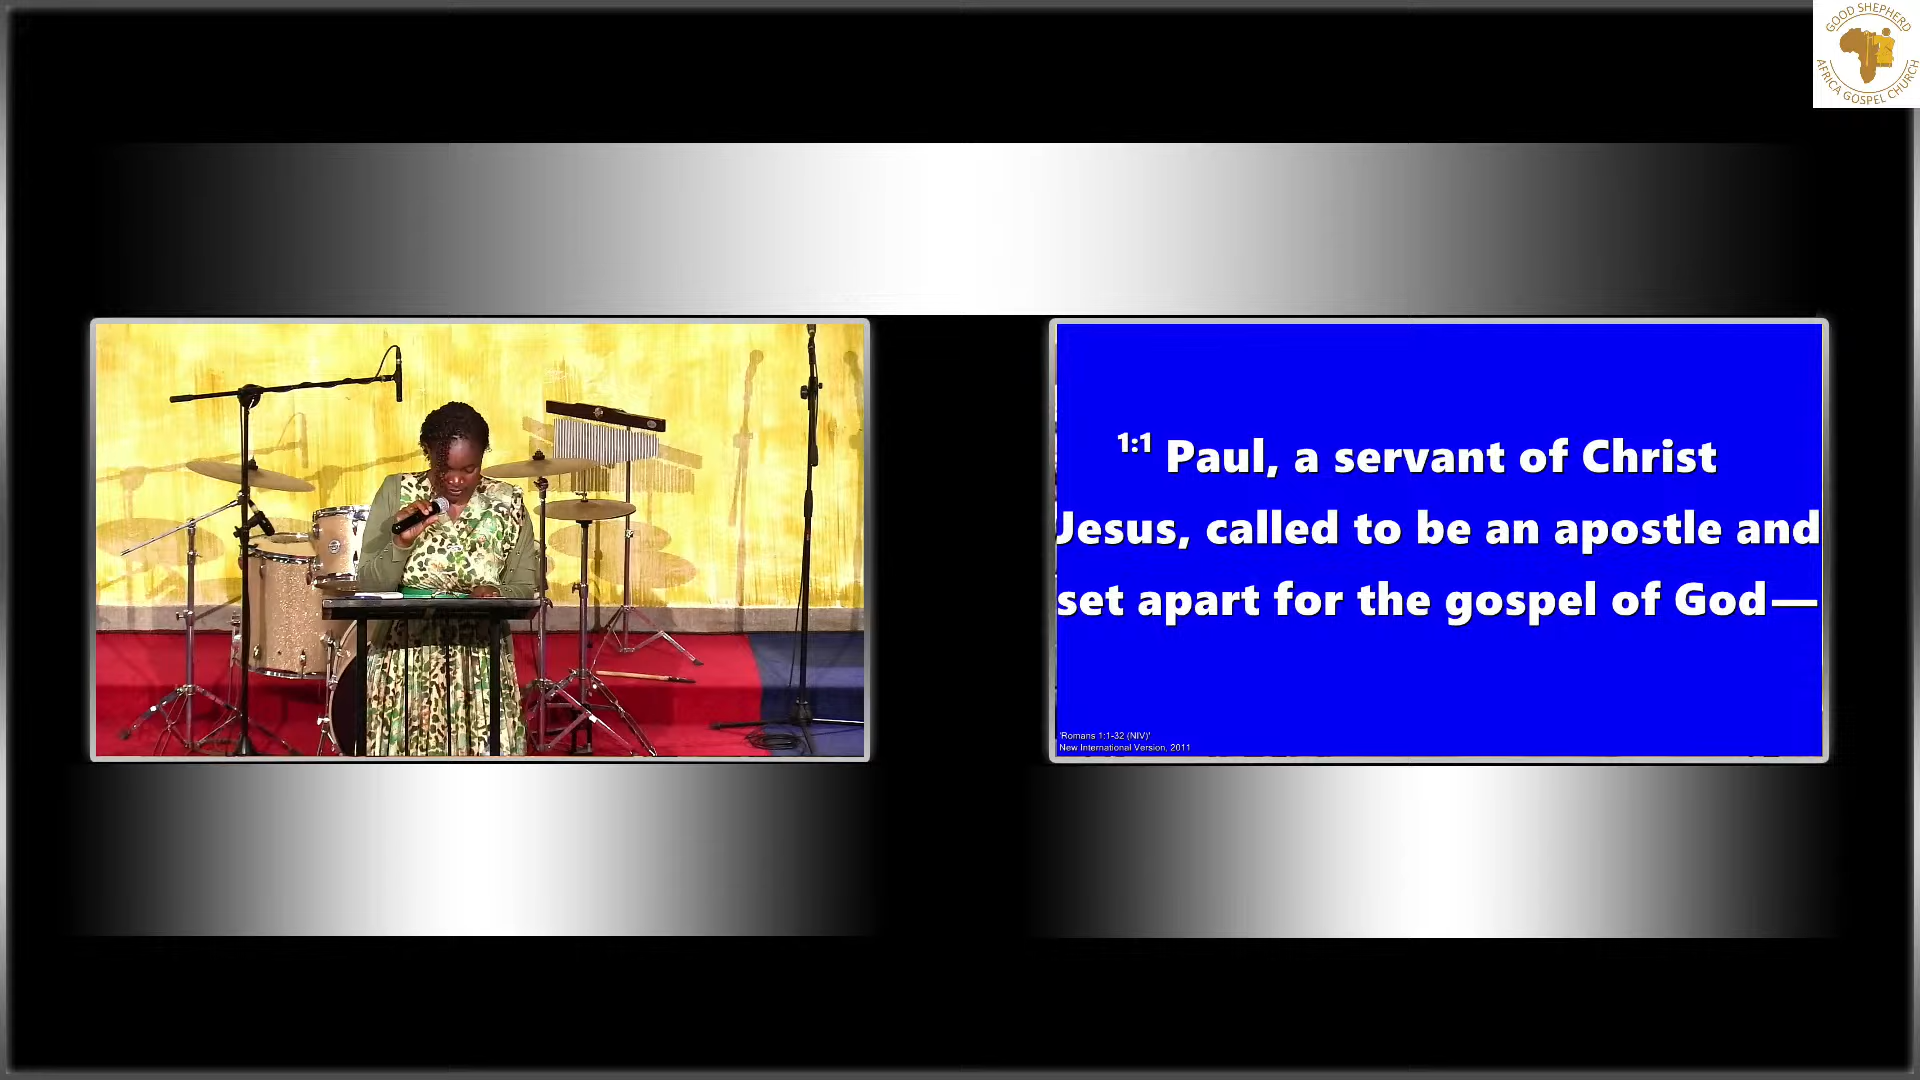 GOOD SHEPHERD
AFRICA GOSPEL CHURCH
1:1 Paul, a servant of Christ
Jesus, called to be an apostle and
set apart for the gospel of God—
'Romans 1:1-32 (NIV)'
New International Version, 2011